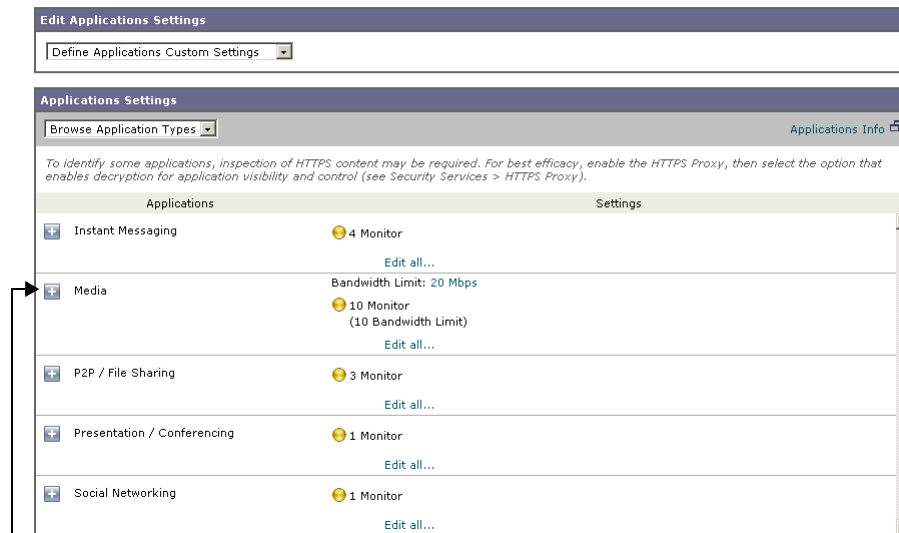 Edit Applications Settings
Define Applications Custom Settings
Applications Settings
Browse Application Types
Applications Info
To identify some applications, inspection of HTTPS content may be required. For best efficacy, enable the HTTPS Proxy, then select the option that
enables decryption for application visibility and control (see Security Services > HTTPS Proxy).
Applications Settings
Instant Messaging 4 Monitor
Edit all...
Bandwidth Limit: 20 Mbps
Media
10 Monitor
(10 Bandwidth Limit)
Edit all...
P2P / File Sharing 3 Monitor
Edit all...
Presentation / Conferencing 1 Monitor
Edit all...
Social Networking 1 Monitor
Edit all...